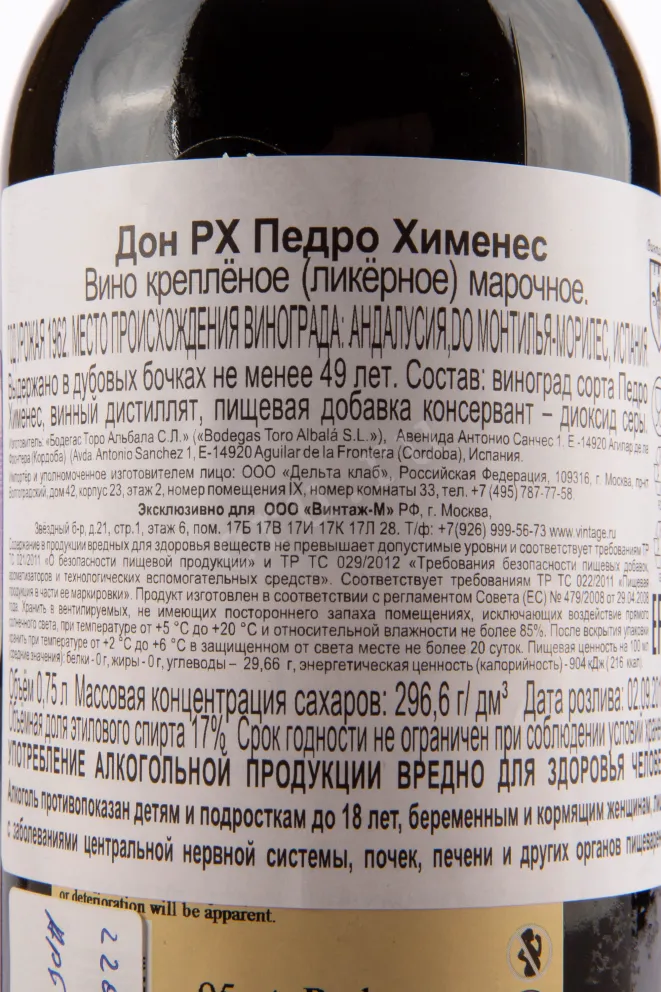 Дон РХ Педро Хименес
Вино креплёное (ликёрное) марочное.
УРОЖАЯ 1962. МЕСТО ПРОИСХОЖДЕНИЯ ВИНОГРАДА: АНДАЛУСИЯ,DO МОНТИЛЬЯ-МОРИЛЕС, ИСПАНИЯ
Выдержано в дубовых бочках не менее 49 лет. Состав: виноград сорта Педро
Хименес, винный дистиллят, пищевая добавка консервант – диоксид серы.
Изготовитель: «Бодегас Торо Альбала С.Л.» («Bodegas Toro Albalá S.L.»), Авенида Антонио Санчес 1, Е-14920 Агилар де ла
Фронтера (Кордоба) (Avda Antonio Sanchez 1, E-14920 Aguilar de la Frontera (Cordoba), Испания.
Импортер и уполномоченное изготовителем лицо: ООО «Дельта клаб», Российская Федерация, 109316, г. Москва, пр-кт
Волгоградский, дом 42, корпус 23, этаж 2, номер помещения IX, номер комнаты 33, тел. +7 (495) 787-77-58.
Эксклюзивно для ООО «Винтаж-М» РФ, г. Москва,
Звёздный б-р, д.21, стр.1, этаж 6, пом. 17Б 17В 17И 17К 17Л 28. Т/ф: +7(926) 999-56-73 www.vintage.ru
Содержание в продукции вредных для здоровья веществ не превышает допустимые уровни и соответствует требованиям ТР
ТС 021/2011 «О безопасности пищевой продукции» и ТР ТС 029/2012 «Требования безопасности пищевых добавок,
ароматизаторов и технологических вспомогательных средств». Соответствует требованиям ТР ТС 022/2011 «Пищевая
продукция в части ее маркировки». Продукт изготовлен в соответствии с регламентом Совета (ЕС) № 479/2008 от 29.04.2008
года. Хранить в вентилируемых, не имеющих постороннего запаха помещениях, исключающих воздействие прямого
солнечного света, при температуре от +5 °С до +20 °С и относительной влажности не более 85%. После вскрытия упаковки
хранить при температуре от +2 °С до +6 °С в защищенном от света месте не более 20 суток. Пищевая ценность на 100 мл
(средние значения): белки - 0 г, жиры - 0 г, углеводы – 29,66 г, энергетическая ценность (калорийность) - 904 кДж ( 216 ккал).
Объём 0,75 л Массовая концентрация сахаров: 296,6 г/ дм³ Дата розлива: 02.09.201
Объемная доля этилового спирта 17% Срок годности не ограничен при соблюдении условий хранен
УПОТРЕБЛЕНИЕ АЛКОГОЛЬНОЙ ПРОДУКЦИИ ВРЕДНО ДЛЯ ЗДОРОВЬЯ ЧЕЛОВЕ
Алкоголь противопоказан детям и подросткам до 18 лет, беременным и кормящим женщинам, ли
с заболеваниями центральной нервной системы, почек, печени и других органов пищеваре
or deterioration will be apparent.
228